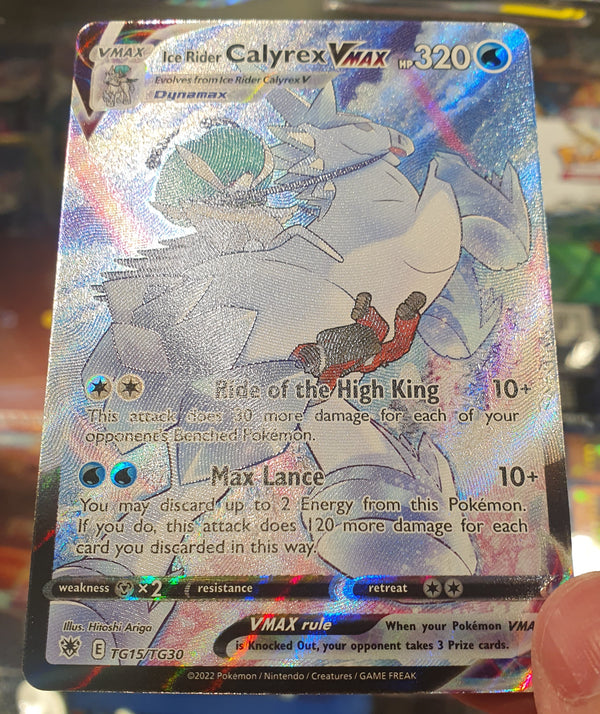 VMAX Ice Rider Calyrex VMAX HP 320
Evolves from Ice Rider Calyrex V
Dynamax
Ride of the High King 10+
This attack does 30 more damage for each of your
opponent's Benched Pokémon.
Max Lance 10+
You may discard up to 2 Energy from this Pokémon.
If you do, this attack does 120 more damage for each
card you discarded in this way.
weakness ×2 resistance retreat
Illus. Hitoshi Ariga
E TG15/TG30
VMAX rule When your Pokémon VMA
is Knocked Out, your opponent takes 3 Prize cards.
©2022 Pokémon / Nintendo / Creatures / GAME FREAK